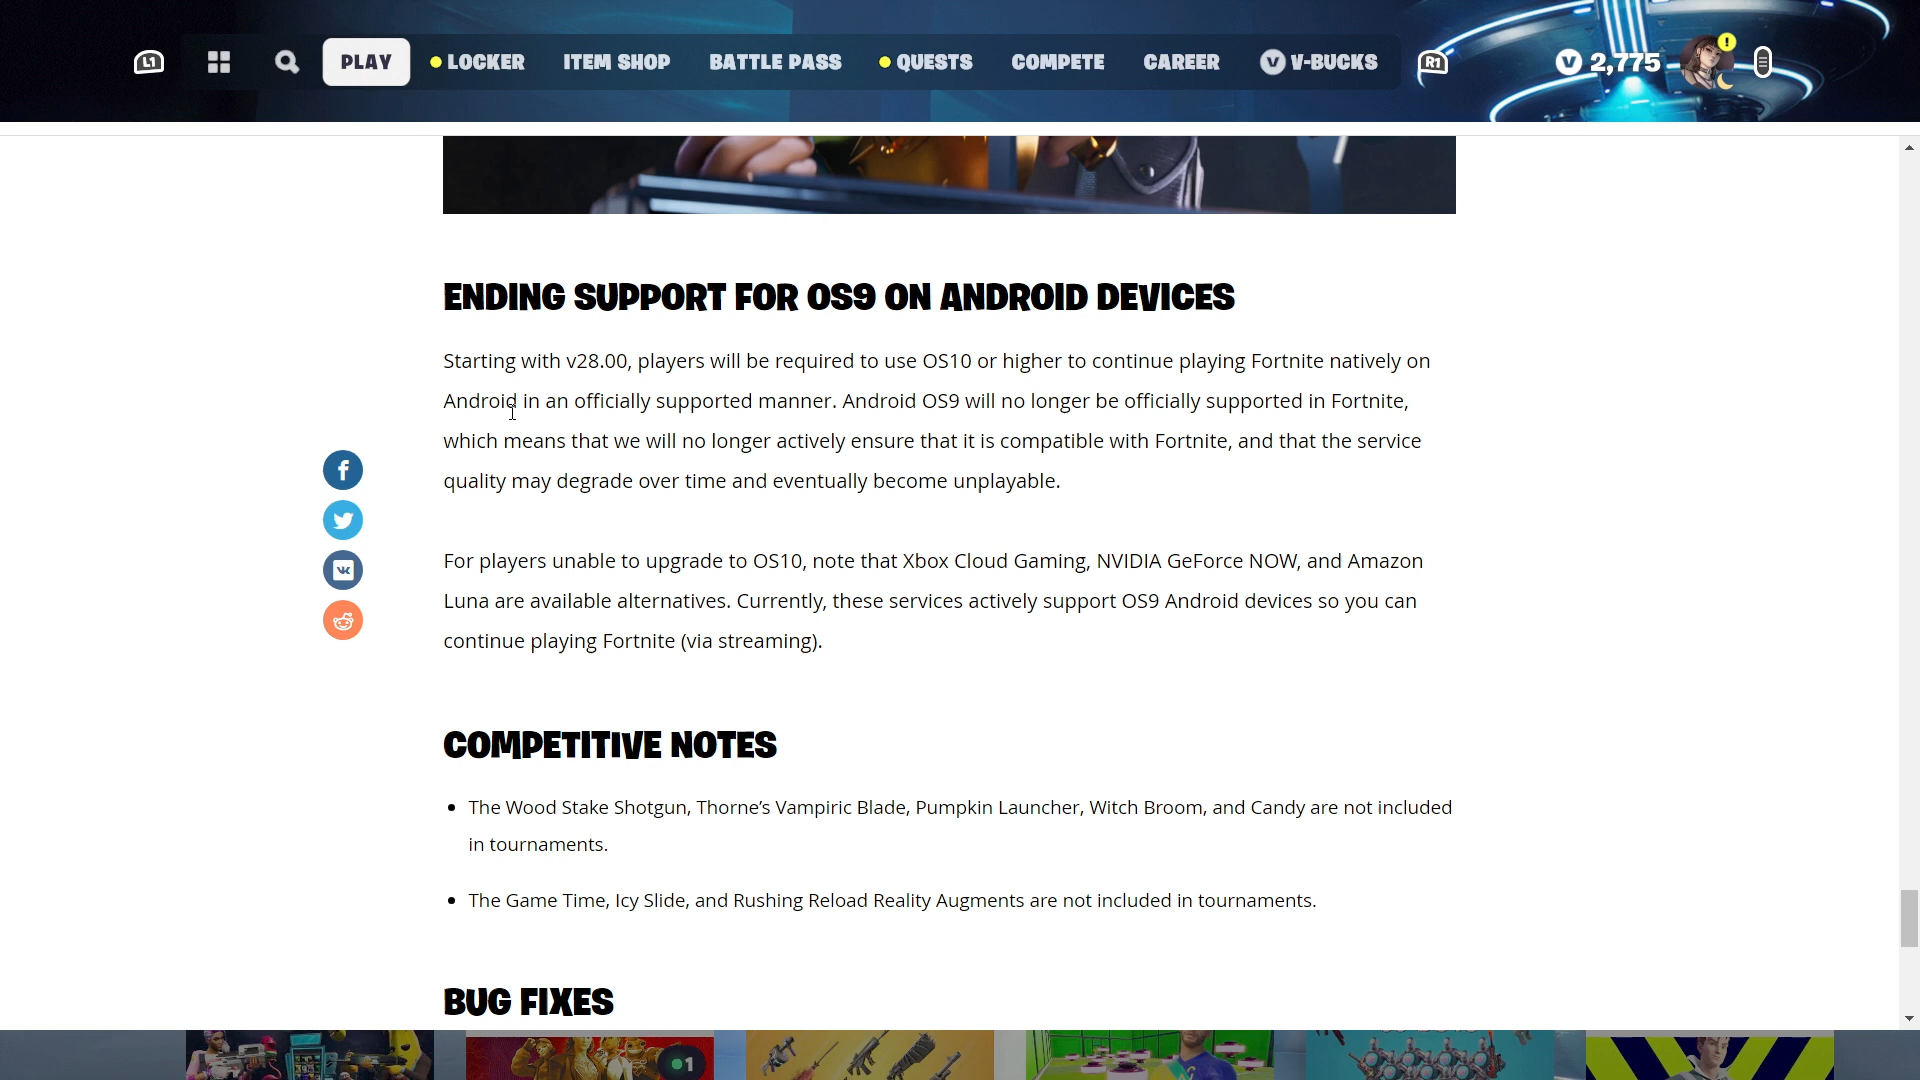 L1 PLAY LOCKER ITEM SHOP BATTLE PASS QUESTS COMPETE CAREER V V-BUCKS R1 V 2,775 !
ENDING SUPPORT FOR OS9 ON ANDROID DEVICES
Starting with v28.00, players will be required to use OS10 or higher to continue playing Fortnite natively on
Android in an officially supported manner. Android OS9 will no longer be officially supported in Fortnite,
which means that we will no longer actively ensure that it is compatible with Fortnite, and that the service
quality may degrade over time and eventually become unplayable.
For players unable to upgrade to OS10, note that Xbox Cloud Gaming, NVIDIA GeForce NOW, and Amazon
Luna are available alternatives. Currently, these services actively support OS9 Android devices so you can
continue playing Fortnite (via streaming).
COMPETITIVE NOTES
• The Wood Stake Shotgun, Thorne’s Vampiric Blade, Pumpkin Launcher, Witch Broom, and Candy are not included
in tournaments.
• The Game Time, Icy Slide, and Rushing Reload Reality Augments are not included in tournaments.
BUG FIXES
1